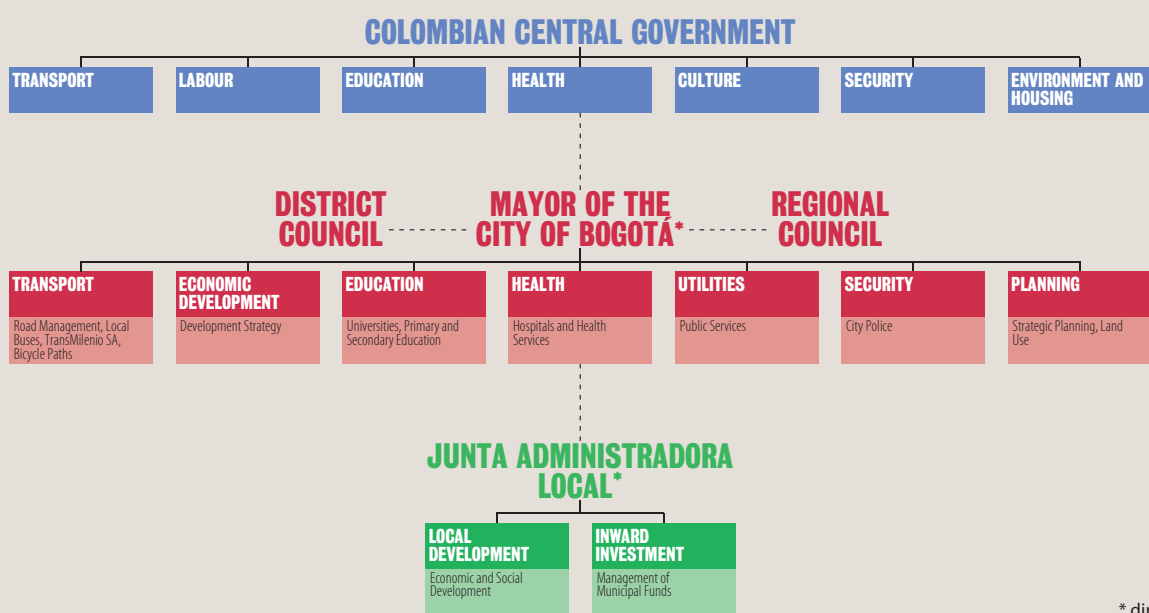 COLOMBIAN CENTRAL GOVERNMENT
TRANSPORT
LABOUR
EDUCATION
HEALTH
CULTURE
SECURITY
ENVIRONMENT AND
HOUSING
DISTRICT
COUNCIL
MAYOR OF THE
CITY OF BOGOTÁ*
REGIONAL
COUNCIL
TRANSPORT
Road Management, Local
Buses, TransMilenio SA,
Bicycle Paths
ECONOMIC
DEVELOPMENT
Development Strategy
EDUCATION
Universities, Primary and
Secondary Education
HEALTH
Hospitals and Health
Services
UTILITIES
Public Services
SECURITY
City Police
PLANNING
Strategic Planning, Land
Use
JUNTA ADMINISTRADORA
LOCAL*
LOCAL
DEVELOPMENT
Economic and Social
Development
INWARD
INVESTMENT
Management of
Municipal Funds
*